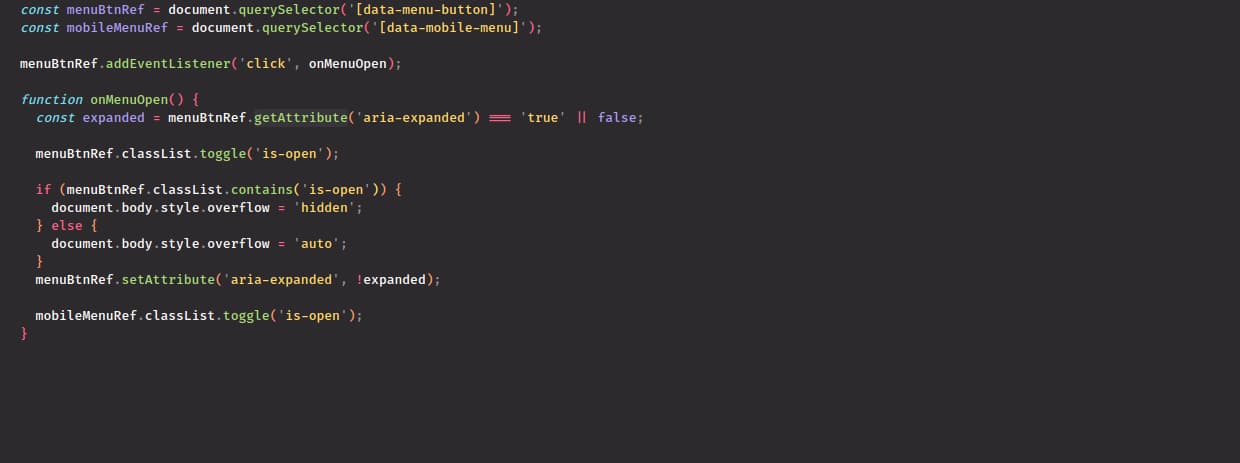 const menuBtnRef = document.querySelector('[data-menu-button]');
const mobileMenuRef = document.querySelector('[data-mobile-menu]');

menuBtnRef.addEventListener('click', onMenuOpen);

function onMenuOpen() {
  const expanded = menuBtnRef.getAttribute('aria-expanded') === 'true' || false;

  menuBtnRef.classList.toggle('is-open');

  if (menuBtnRef.classList.contains('is-open')) {
    document.body.style.overflow = 'hidden';
  } else {
    document.body.style.overflow = 'auto';
  }
  menuBtnRef.setAttribute('aria-expanded', !expanded);

  mobileMenuRef.classList.toggle('is-open');
}